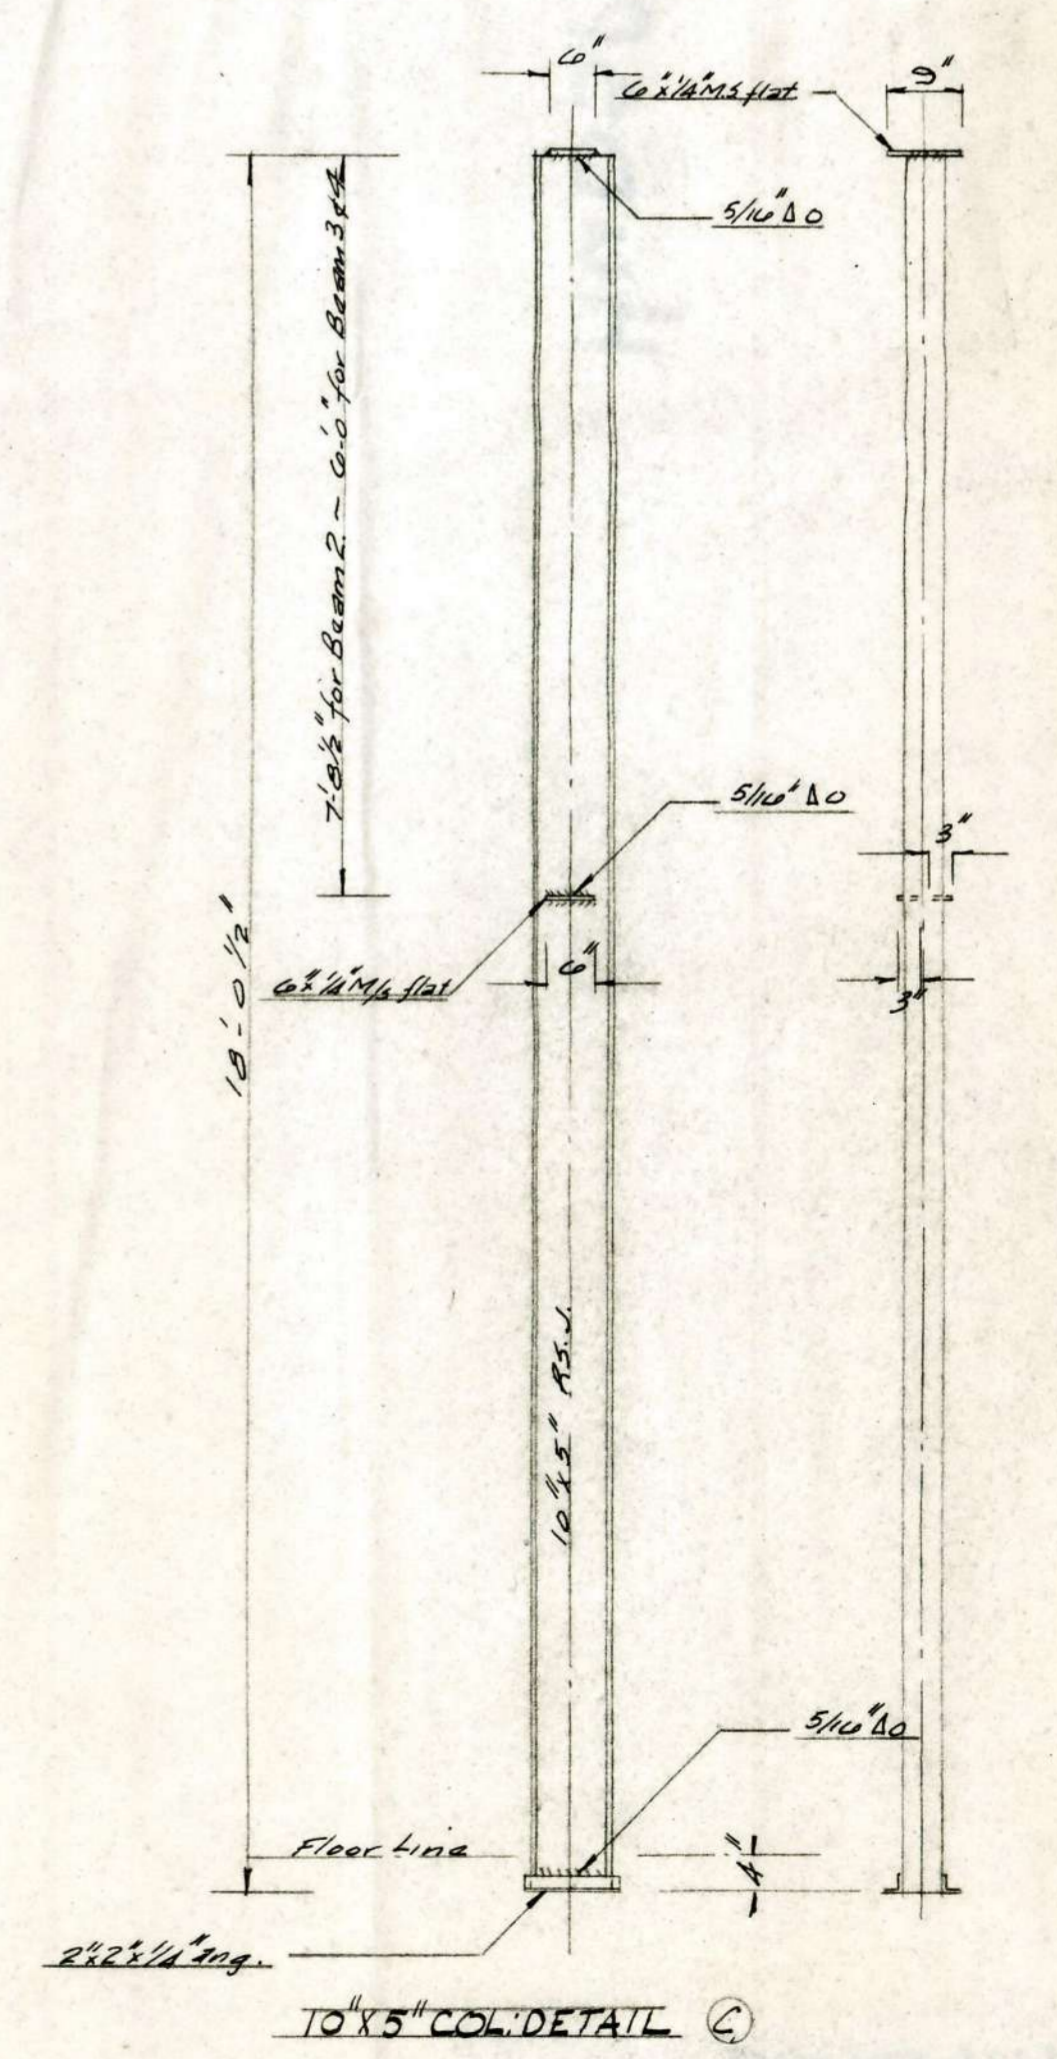 6"
6"x1/4" M.S flat
9"
5/16" Δ O
7'-8½" for Beam 2. ~ 6'-0" for Beam 3 & 4
5/16" Δ O
3"
18'-0 1/2"
6"x1/4" M/s flat
6"
3"
10"x5" R.S.J.
5/16" Δ O
Floor Line
4"
2"x2"x1/4" ang.
10"X5" COL: DETAIL C